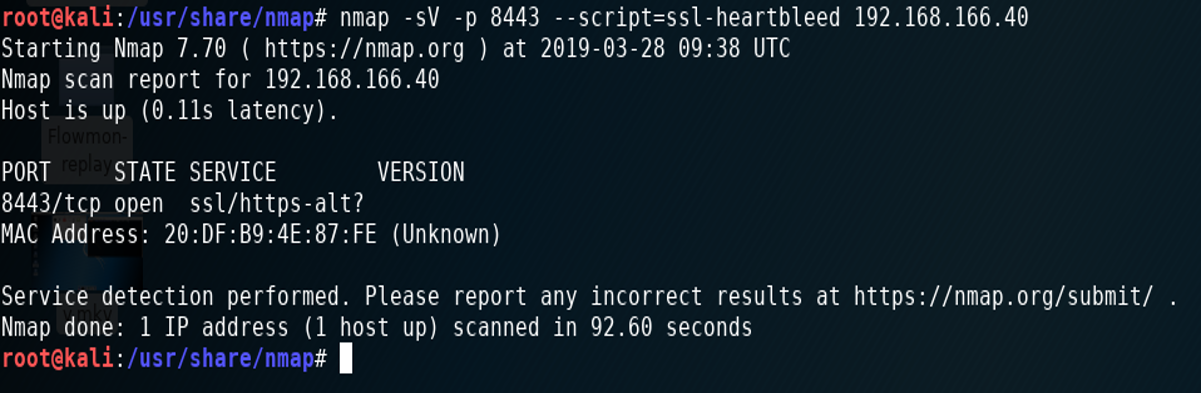 root@kali:/usr/share/nmap# nmap -sV -p 8443 --script=ssl-heartbleed 192.168.166.40
Starting Nmap 7.70 ( https://nmap.org ) at 2019-03-28 09:38 UTC
Nmap scan report for 192.168.166.40
Host is up (0.11s latency).
Flowmon-
replay
PORT     STATE SERVICE        VERSION
8443/tcp open  ssl/https-alt?
MAC Address: 20:DF:B9:4E:87:FE (Unknown)
Service detection performed. Please report any incorrect results at https://nmap.org/submit/ .
v.mkv
Nmap done: 1 IP address (1 host up) scanned in 92.60 seconds
root@kali:/usr/share/nmap#